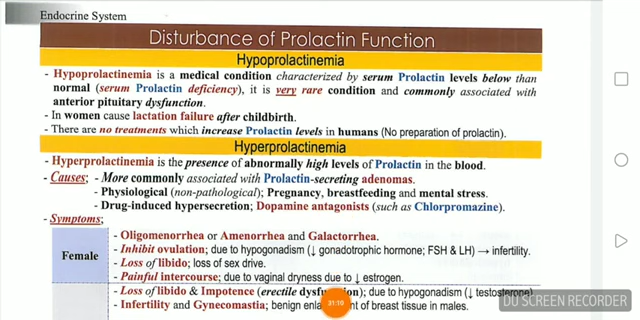 Endocrine System
Disturbance of Prolactin Function
Hypoprolactinemia
- Hypoprolactinemia is a medical condition characterized by serum Prolactin levels below than
normal (serum Prolactin deficiency), it is very rare condition and commonly associated with
anterior pituitary dysfunction.
- In women cause lactation failure after childbirth.
- There are no treatments which increase Prolactin levels in humans (No preparation of prolactin).
Hyperprolactinemia
- Hyperprolactinemia is the presence of abnormally high levels of Prolactin in the blood.
- Causes; - More commonly associated with Prolactin-secreting adenomas.
- Physiological (non-pathological); Pregnancy, breastfeeding and mental stress.
- Drug-induced hypersecretion; Dopamine antagonists (such as Chlorpromazine).
- Symptoms;
Female
- Oligomenorrhea or Amenorrhea and Galactorrhea.
- Inhibit ovulation; due to hypogonadism (↓ gonadotrophic hormone; FSH & LH) → infertility.
- Loss of libido; loss of sex drive.
- Painful intercourse; due to vaginal dryness due to ↓ estrogen.
- Loss of libido & Impotence (erectile dysf on); due to hypogonadism (↓ testosterone)
31:10
- Infertility and Gynecomastia; benign enla nt of breast tissue in males.
DU SCREEN RECORDER